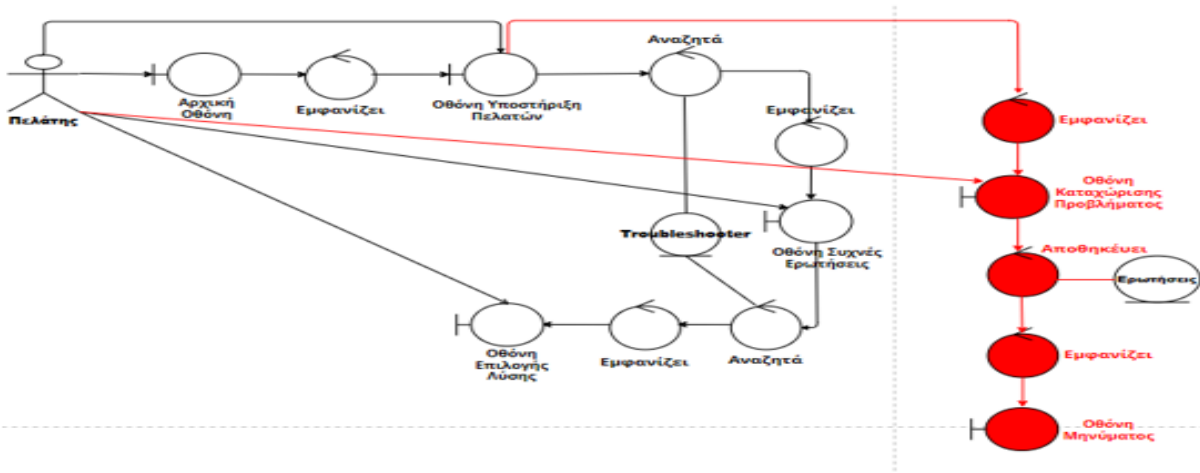 Πελάτης
Αρχική
Οθόνη
Εμφανίζει
Οθόνη Υποστήριξη
Πελατών
Αναζητά
Εμφανίζει
Troubleshooter
Οθόνη Συχνές
Ερωτήσεις
Οθόνη
Επιλογής
Λύσης
Εμφανίζει
Αναζητά
Εμφανίζει
Οθόνη
Καταχώρισης
Προβλήματος
Αποθηκέυει
Ερωτήσεις
Εμφανίζει
Οθόνη
Μηνύματος